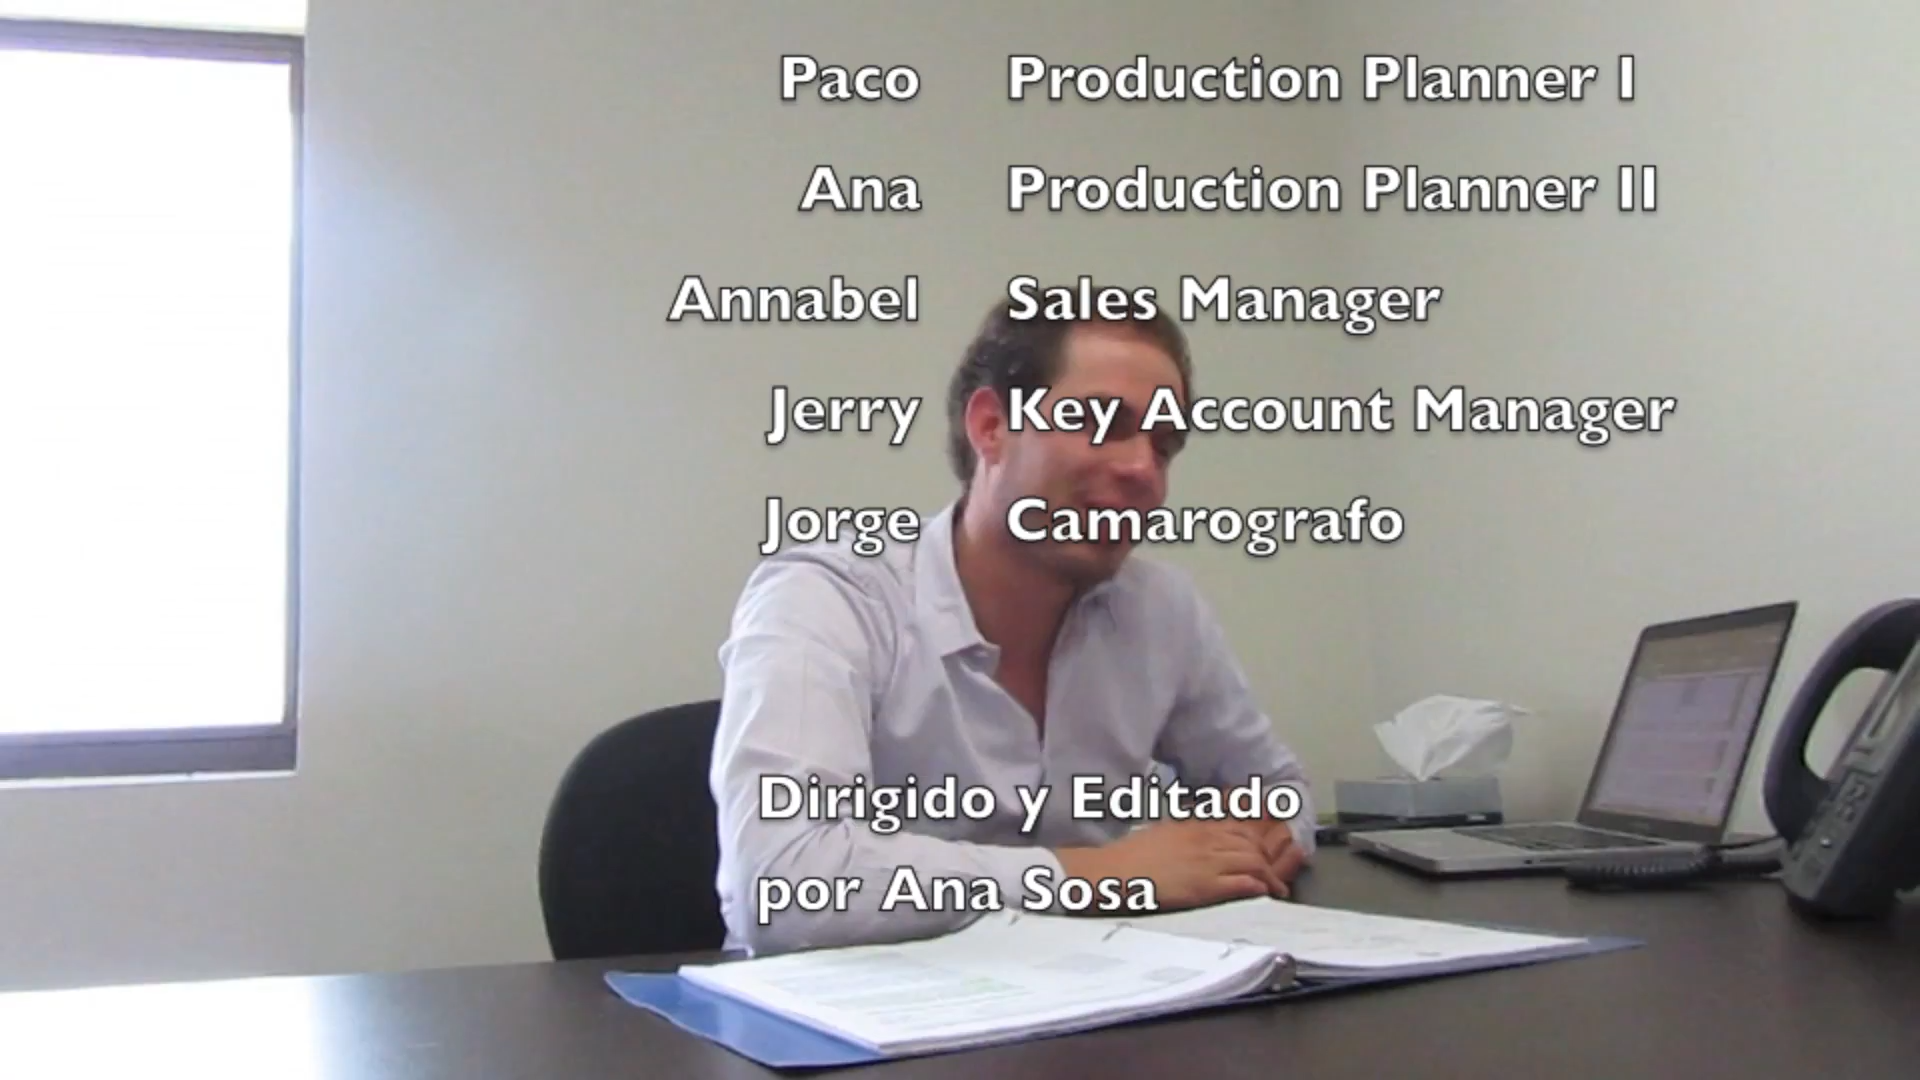 Paco Production Planner I
Ana Production Planner II
Annabel Sales Manager
Jerry Key Account Manager
Jorge Camarografo
Dirigido y Editado
por Ana Sosa